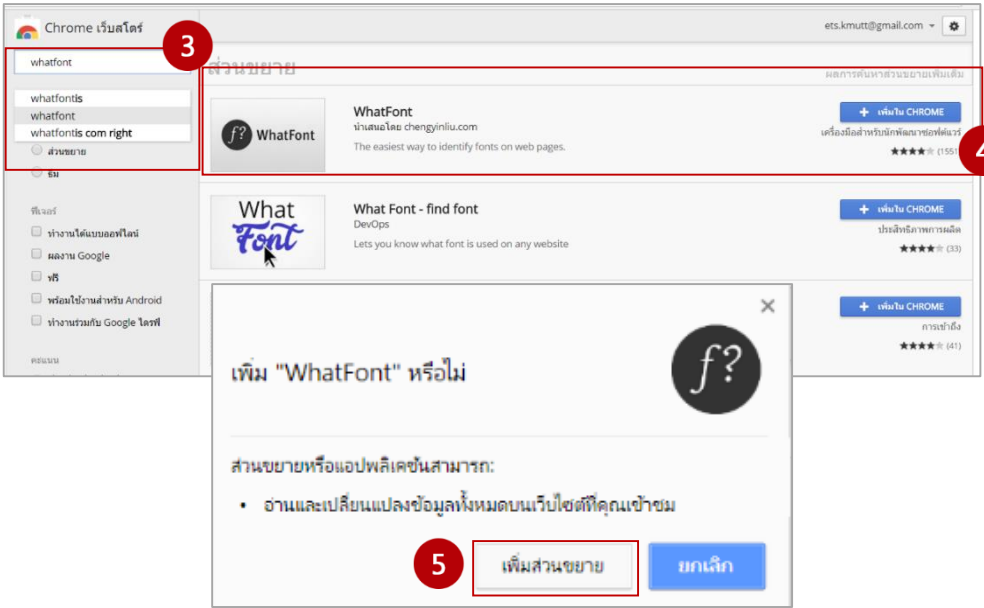 Chrome เว็บสโตร์
ets.kmutt@gmail.com
3
whatfont
ส่วนขยาย
ผลการค้นหาส่วนขยายเพิ่มเติม
whatfontis
whatfont
whatfontis com right
ส่วนขยาย
ธีม
f? WhatFont
WhatFont
นำเสนอโดย chengyinliu.com
The easiest way to identify fonts on web pages.
+ เพิ่มใน CHROME
เครื่องมือสำหรับนักพัฒนาซอฟต์แวร์
(1551)
4
ฟีเจอร์
ทำงานได้แบบออฟไลน์
ผลงาน Google
ฟรี
พร้อมใช้งานสำหรับ Android
ทำงานร่วมกับ Google ไดรฟ์
คะแนน
What
Font
What Font - find font
DevOps
Lets you know what font is used on any website
+ เพิ่มใน CHROME
ประสิทธิภาพการผลิต
(33)
+ เพิ่มใน CHROME
การเข้าถึง
(41)
เพิ่ม "WhatFont" หรือไม่
f?
ส่วนขยายหรือแอปพลิเคชันสามารถ:
• อ่านและเปลี่ยนแปลงข้อมูลทั้งหมดบนเว็บไซต์ที่คุณเข้าชม
5
เพิ่มส่วนขยาย
ยกเลิก